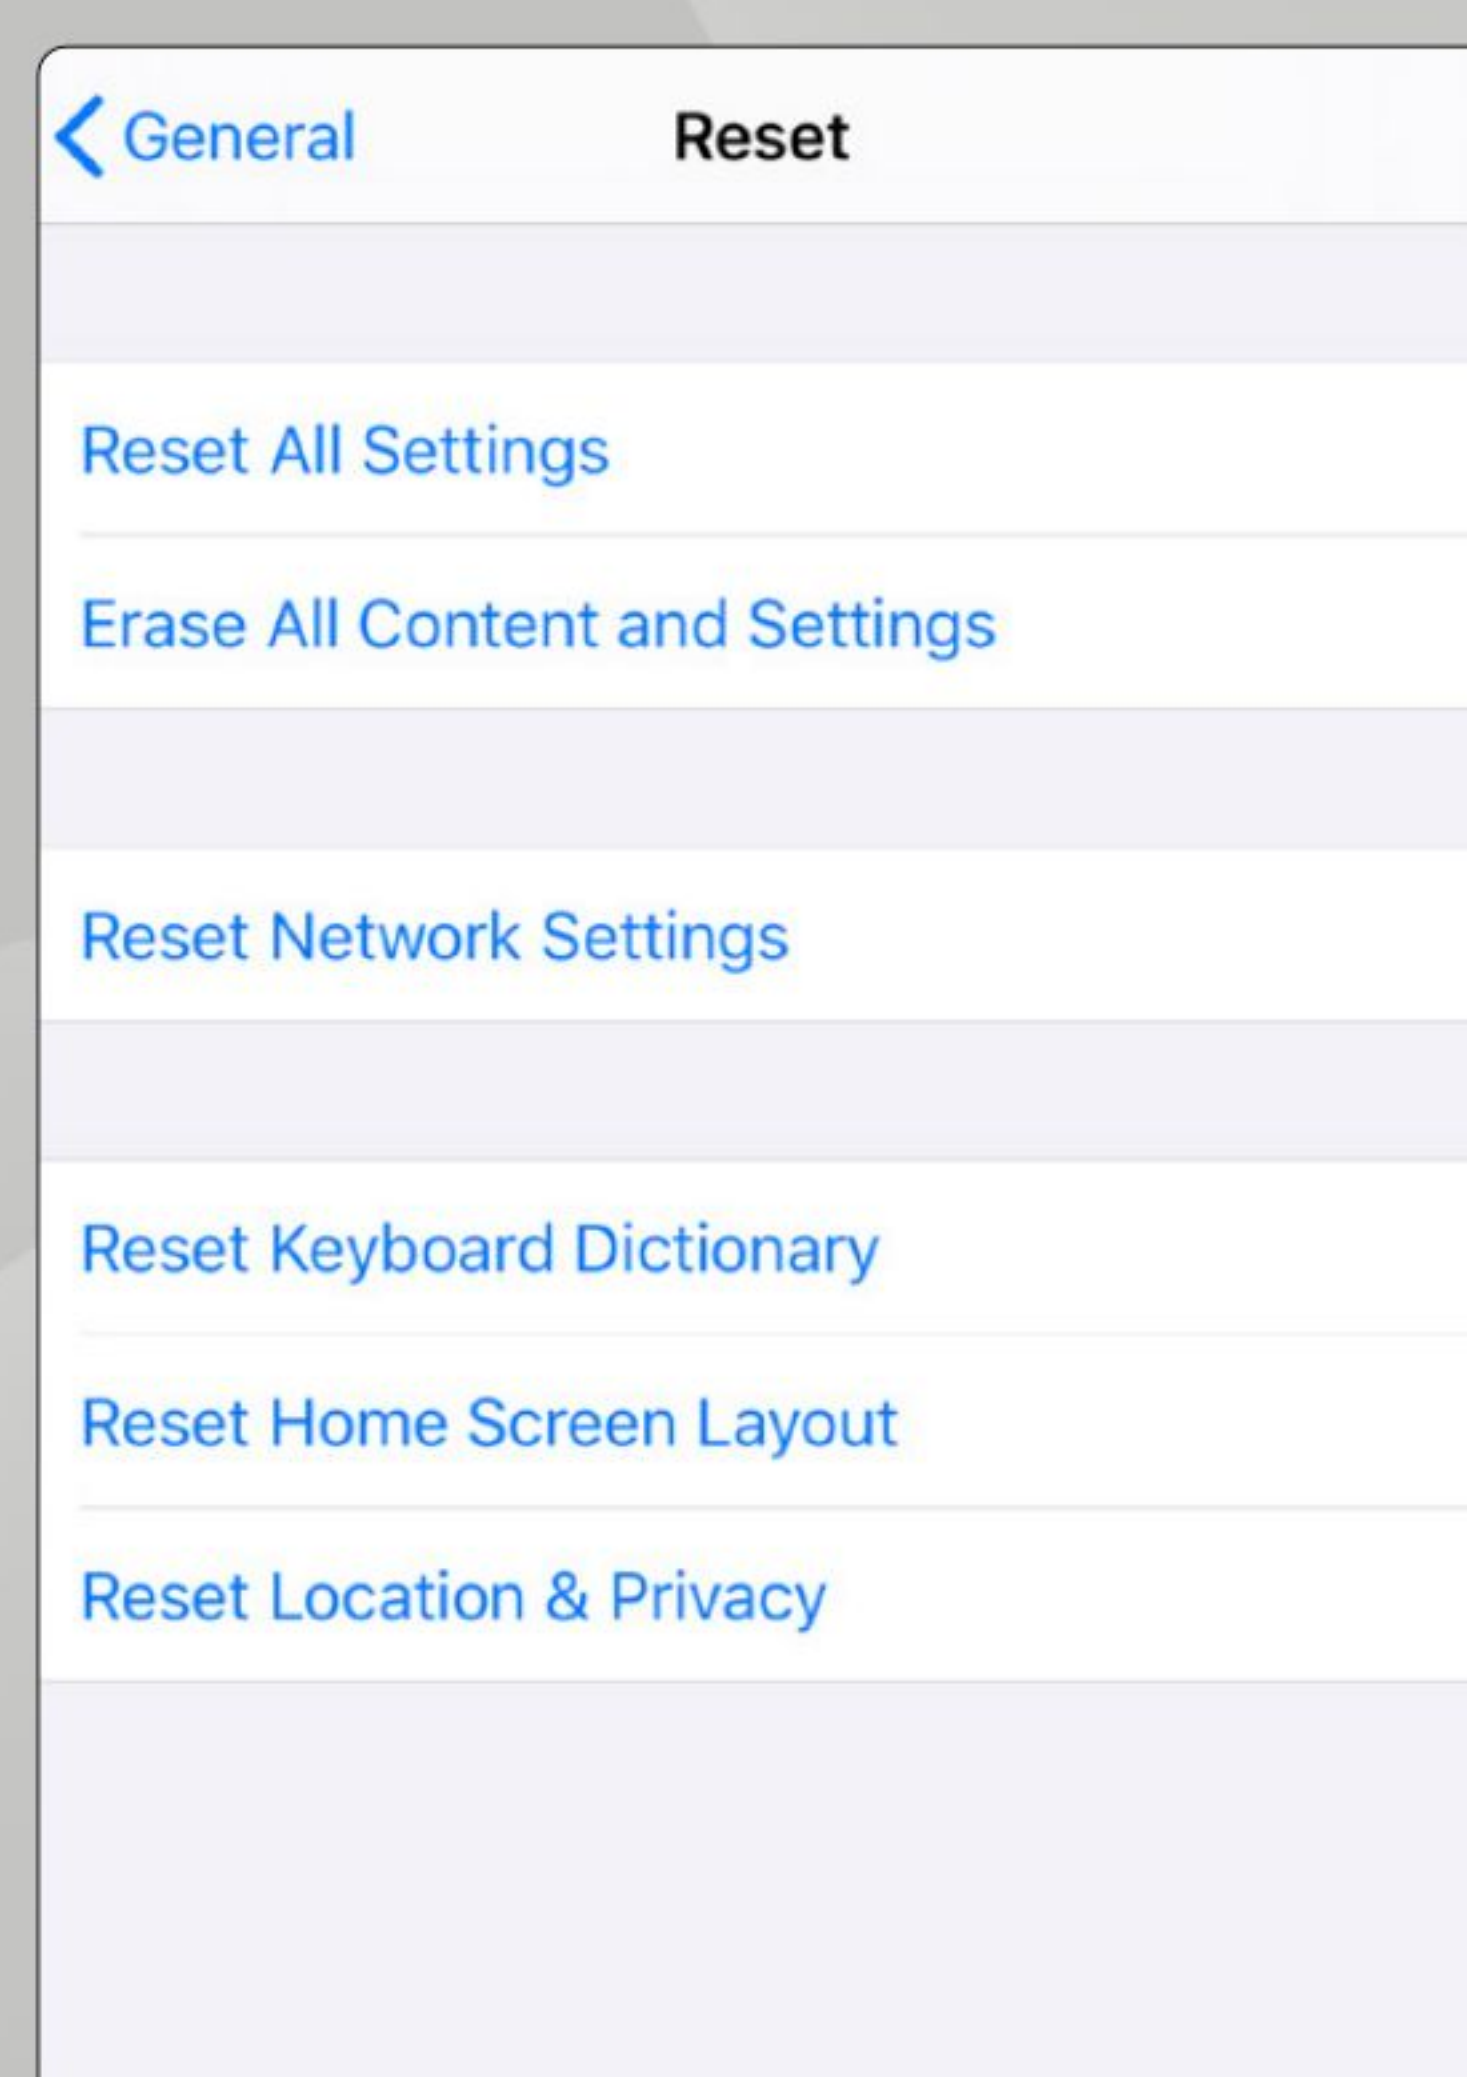 General
Reset
Reset All Settings
Erase All Content and Settings
Reset Network Settings
Reset Keyboard Dictionary
Reset Home Screen Layout
Reset Location & Privacy